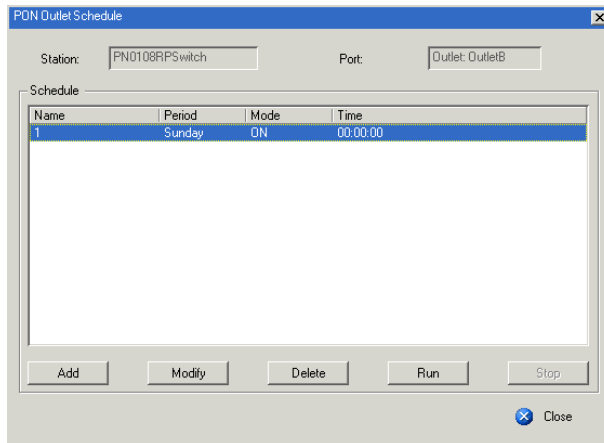 PON Outlet Schedule
Station: PN0108RPSwitch Port: Outlet: OutletB
Schedule
Name Period Mode Time
1 Sunday ON 00:00:00
Add Modify Delete Run Stop
Close